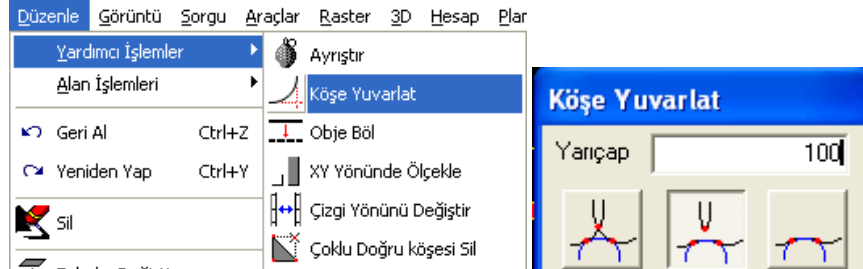 Düzenle Görüntü Sorgu Araçlar Raster 3D Hesap Plan
Yardımcı İşlemler
Alan İşlemleri
Geri Al Ctrl+Z
Yeniden Yap Ctrl+Y
Sil
Ayrıştır
Köşe Yuvarlat
Obje Böl
XY Yönünde Ölçekle
Çizgi Yönünü Değiştir
Çoklu Doğru köşesi Sil
Köşe Yuvarlat
Yarıçap 100